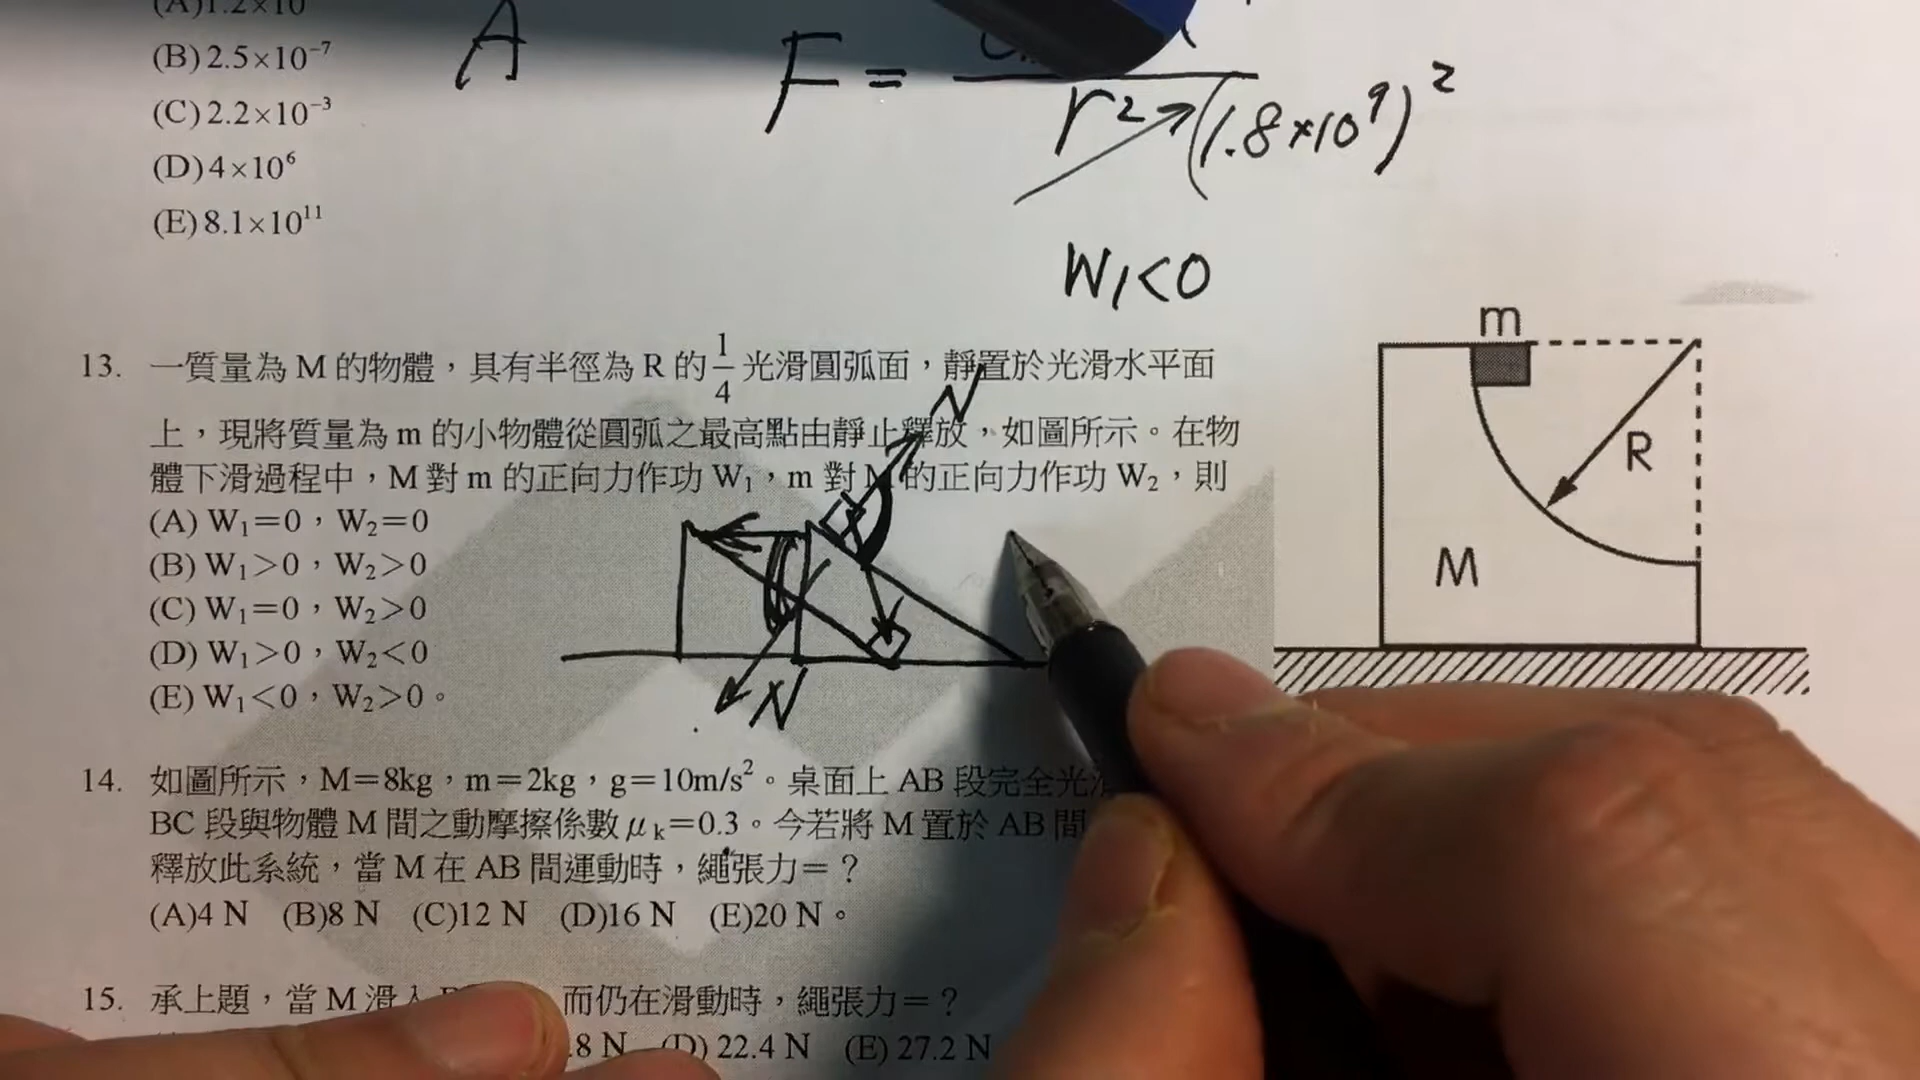 (B) 2.5×10⁻⁷
(C) 2.2×10⁻³
(D) 4×10⁶
(E) 8.1×10¹¹
A
F =
r² (1.8×10⁹)²
W₁<0
13. 一質量為 M 的物體，具有半徑為 R 的 1/4 光滑圓弧面，靜置於光滑水平面
上，現將質量為 m 的小物體從圓弧之最高點由靜止釋放，如圖所示。在物
體下滑過程中，M 對 m 的正向力作功 W₁，m 對 M 的正向力作功 W₂，則
(A) W₁=0，W₂=0
(B) W₁>0，W₂>0
(C) W₁=0，W₂>0
(D) W₁>0，W₂<0
(E) W₁<0，W₂>0。
N
N
m
R
M
14. 如圖所示，M=8kg，m=2kg，g=10m/s²。桌面上 AB 段完全光
BC 段與物體 M 間之動摩擦係數 μₖ=0.3。今若將 M 置於 AB 間
釋放此系統，當 M 在 AB 間運動時，繩張力=？
(A)4 N (B)8 N (C)12 N (D)16 N (E)20 N。
15. 承上題，當 M 滑 而仍在滑動時，繩張力=？
.8 N (D) 22.4 N (E) 27.2 N